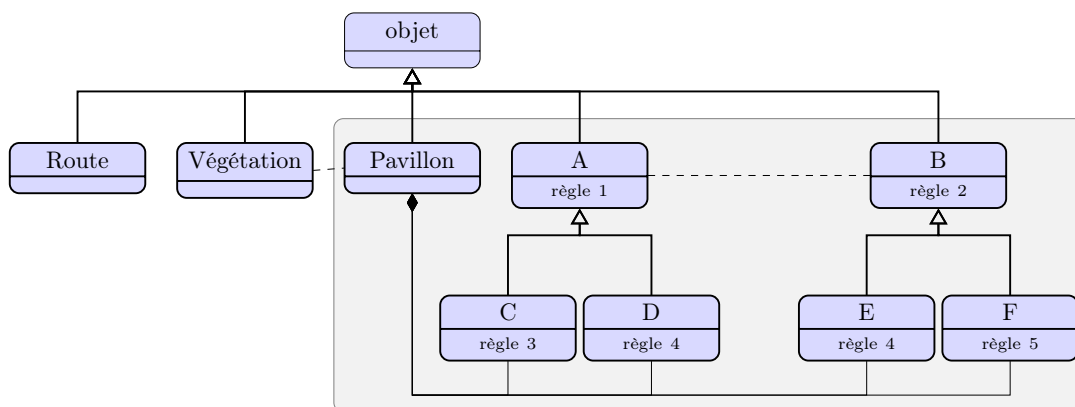 objet
Route
Végétation
Pavillon
A
règle 1
B
règle 2
C
règle 3
D
règle 4
E
règle 4
F
règle 5